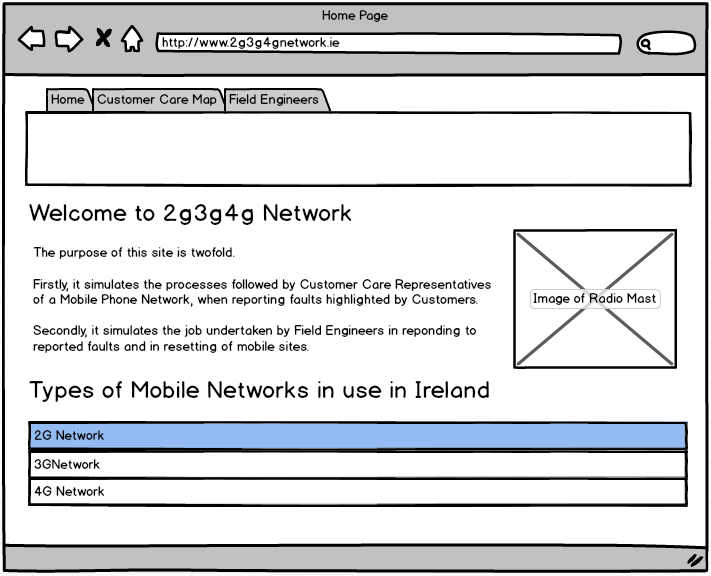 Home Page
http://www.2g3g4gnetwork.ie
Home
Customer Care Map
Field Engineers
Welcome to 2g3g4g Network
The purpose of this site is twofold.
Firstly, it simulates the processes followed by Customer Care Representatives
of a Mobile Phone Network, when reporting faults highlighted by Customers.
Image of Radio Mast
Secondly, it simulates the job undertaken by Field Engineers in reponding to
reported faults and in resetting of mobile sites.
Types of Mobile Networks in use in Ireland
2G Network
3GNetwork
4G Network